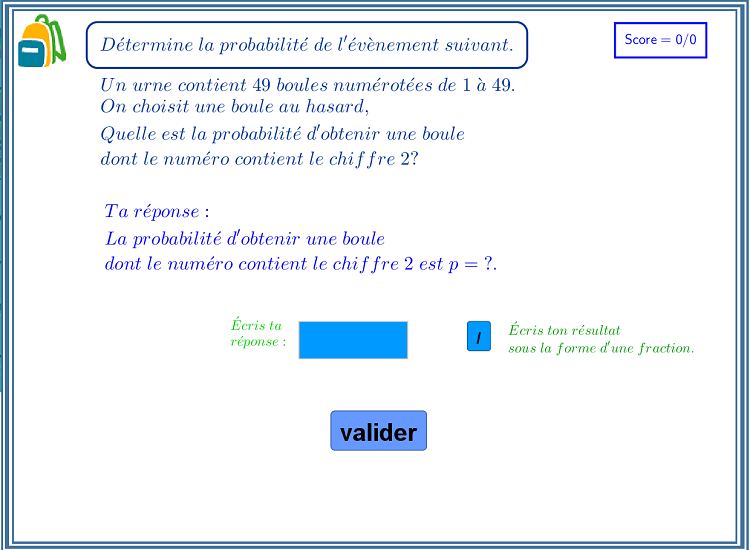 Détermine la probabilité de l'évènement suivant.
Score = 0/0
Un urne contient 49 boules numérotées de 1 à 49.
On choisit une boule au hasard,
Quelle est la probabilité d'obtenir une boule
dont le numéro contient le chiffre 2?
Ta réponse :
La probabilité d'obtenir une boule
dont le numéro contient le chiffre 2 est p = ?.
Écris ta
réponse :
/
Écris ton résultat
sous la forme d'une fraction.
valider